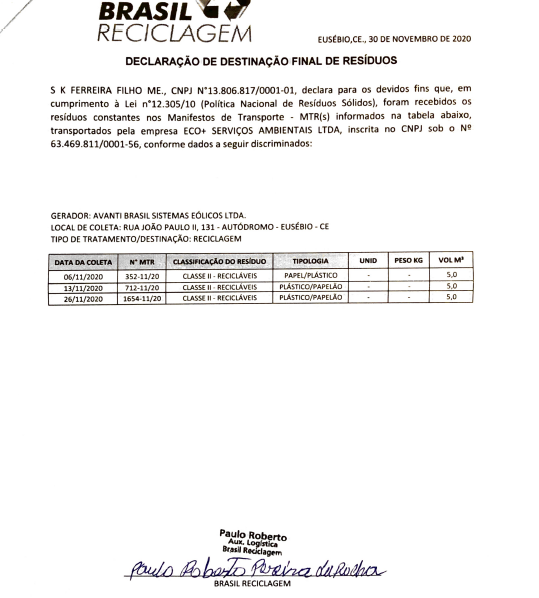 BRASIL
RECICLAGEM
EUSÉBIO,CE., 30 DE NOVEMBRO DE 2020
DECLARAÇÃO DE DESTINAÇÃO FINAL DE RESÍDUOS
S K FERREIRA FILHO ME., CNPJ N°13.806.817/0001-01, declara para os devidos fins que, em
cumprimento à Lei n°12.305/10 (Política Nacional de Resíduos Sólidos), foram recebidos os
resíduos constantes nos Manifestos de Transporte - MTR(s) informados na tabela abaixo,
transportados pela empresa ECO+ SERVIÇOS AMBIENTAIS LTDA, inscrita no CNPJ sob o Nº
63.469.811/0001-56, conforme dados a seguir discriminados:
GERADOR: AVANTI BRASIL SISTEMAS EÓLICOS LTDA.
LOCAL DE COLETA: RUA JOÃO PAULO II, 131 - AUTÓDROMO - EUSÉBIO - CE
TIPO DE TRATAMENTO/DESTINAÇÃO: RECICLAGEM
DATA DA COLETA N° MTR CLASSIFICAÇÃO DO RESÍDUO TIPOLOGIA UNID PESO KG VOL M³
06/11/2020 352-11/20 CLASSE II - RECICLÁVEIS PAPEL/PLÁSTICO - - 5,0
13/11/2020 712-11/20 CLASSE II - RECICLÁVEIS PLÁSTICO/PAPELÃO - - 5,0
26/11/2020 1654-11/20 CLASSE II - RECICLÁVEIS PLÁSTICO/PAPELÃO - - 5,0
Paulo Roberto
Aux. Logística
Brasil Reciclagem
Paulo Roberto Pereira da Rocha
BRASIL RECICLAGEM